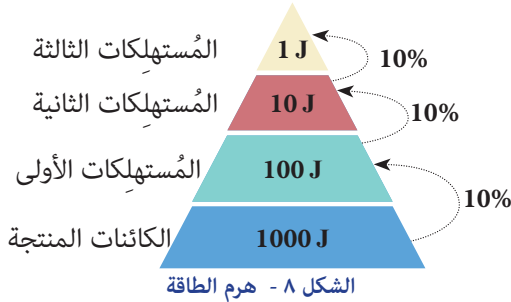 المُستهلِكات الثالثة 1 J 10%
المُستهلِكات الثانية 10 J 10%
المُستهلِكات الأولى 100 J 10%
الكائنات المنتجة 1000 J
الشكل ٨ - هرم الطاقة